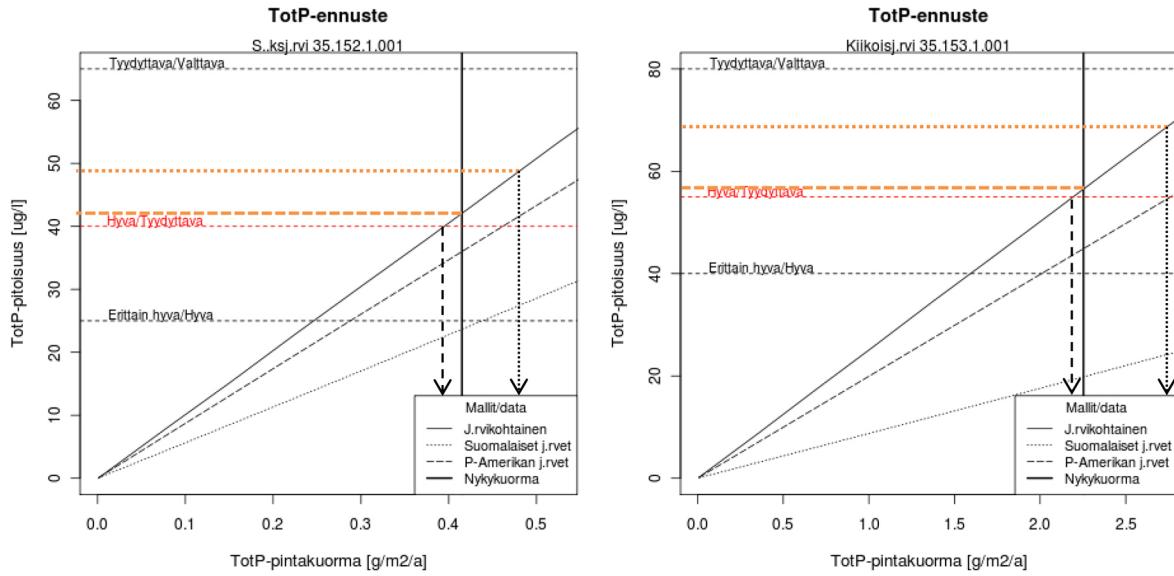 TotP-ennuste
S..ksj.rvi 35.152.1.001
Tyydyttava/Valttava
Hyva/Tyydyttava
Erittain hyva/Hyva
TotP-pitoisuus [ug/l]
60
50
40
30
20
10
0
Mallit/data
J.rvikohtainen
Suomalaiset j.rvet
P-Amerikan j.rvet
Nykykuorma
0.0 0.1 0.2 0.3 0.4 0.5
TotP-pintakuorma [g/m2/a]
TotP-ennuste
Kiikoisj.rvi 35.153.1.001
Tyydyttava/Valttava
Hyva/Tyydyttava
Erittain hyva/Hyva
TotP-pitoisuus [ug/l]
80
60
40
20
0
Mallit/data
J.rvikohtainen
Suomalaiset j.rvet
P-Amerikan j.rvet
Nykykuorma
0.0 0.5 1.0 1.5 2.0 2.5
TotP-pintakuorma [g/m2/a]